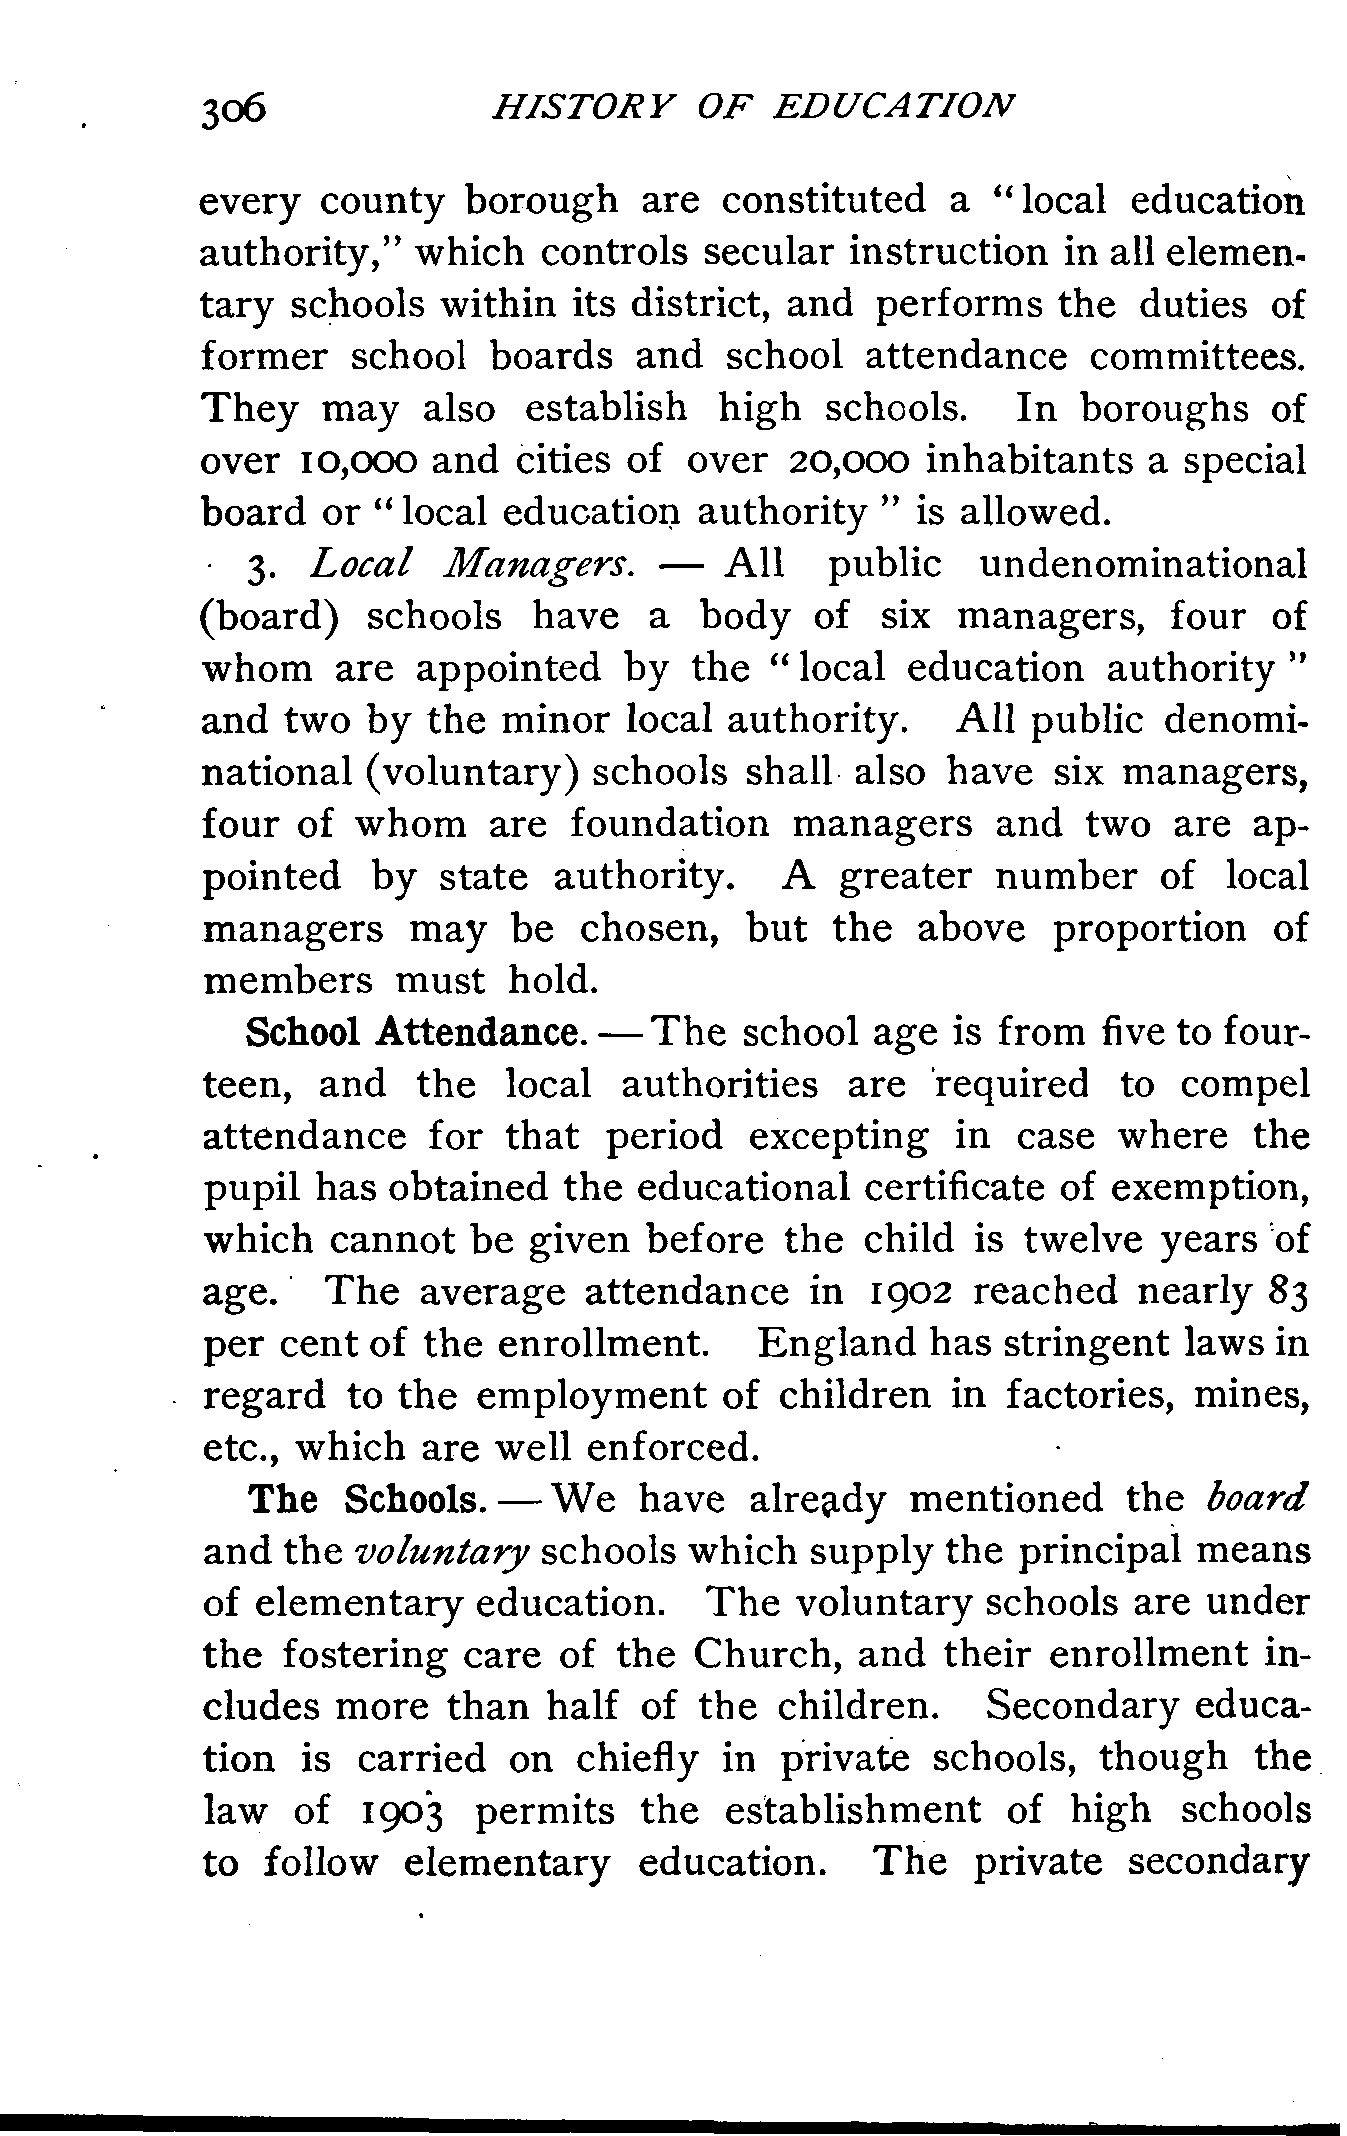 306 HISTORY OF EDUCATION
every county borough are constituted a “local education
authority,” which controls secular instruction in all elemen-
tary schools within its district, and performs the duties of
former school boards and school attendance committees.
They may also establish high schools. In boroughs of
over 10,000 and cities of over 20,000 inhabitants a special
board or “local education authority” is allowed.
3. Local Managers. — All public undenominational
(board) schools have a body of six managers, four of
whom are appointed by the “local education authority”
and two by the minor local authority. All public denomi-
national (voluntary) schools shall also have six managers,
four of whom are foundation managers and two are ap-
pointed by state authority. A greater number of local
managers may be chosen, but the above proportion of
members must hold.
School Attendance. — The school age is from five to four-
teen, and the local authorities are required to compel
attendance for that period excepting in case where the
pupil has obtained the educational certificate of exemption,
which cannot be given before the child is twelve years of
age. The average attendance in 1902 reached nearly 83
per cent of the enrollment. England has stringent laws in
regard to the employment of children in factories, mines,
etc., which are well enforced.
The Schools. — We have already mentioned the board
and the voluntary schools which supply the principal means
of elementary education. The voluntary schools are under
the fostering care of the Church, and their enrollment in-
cludes more than half of the children. Secondary educa-
tion is carried on chiefly in private schools, though the
law of 1903 permits the establishment of high schools
to follow elementary education. The private secondary